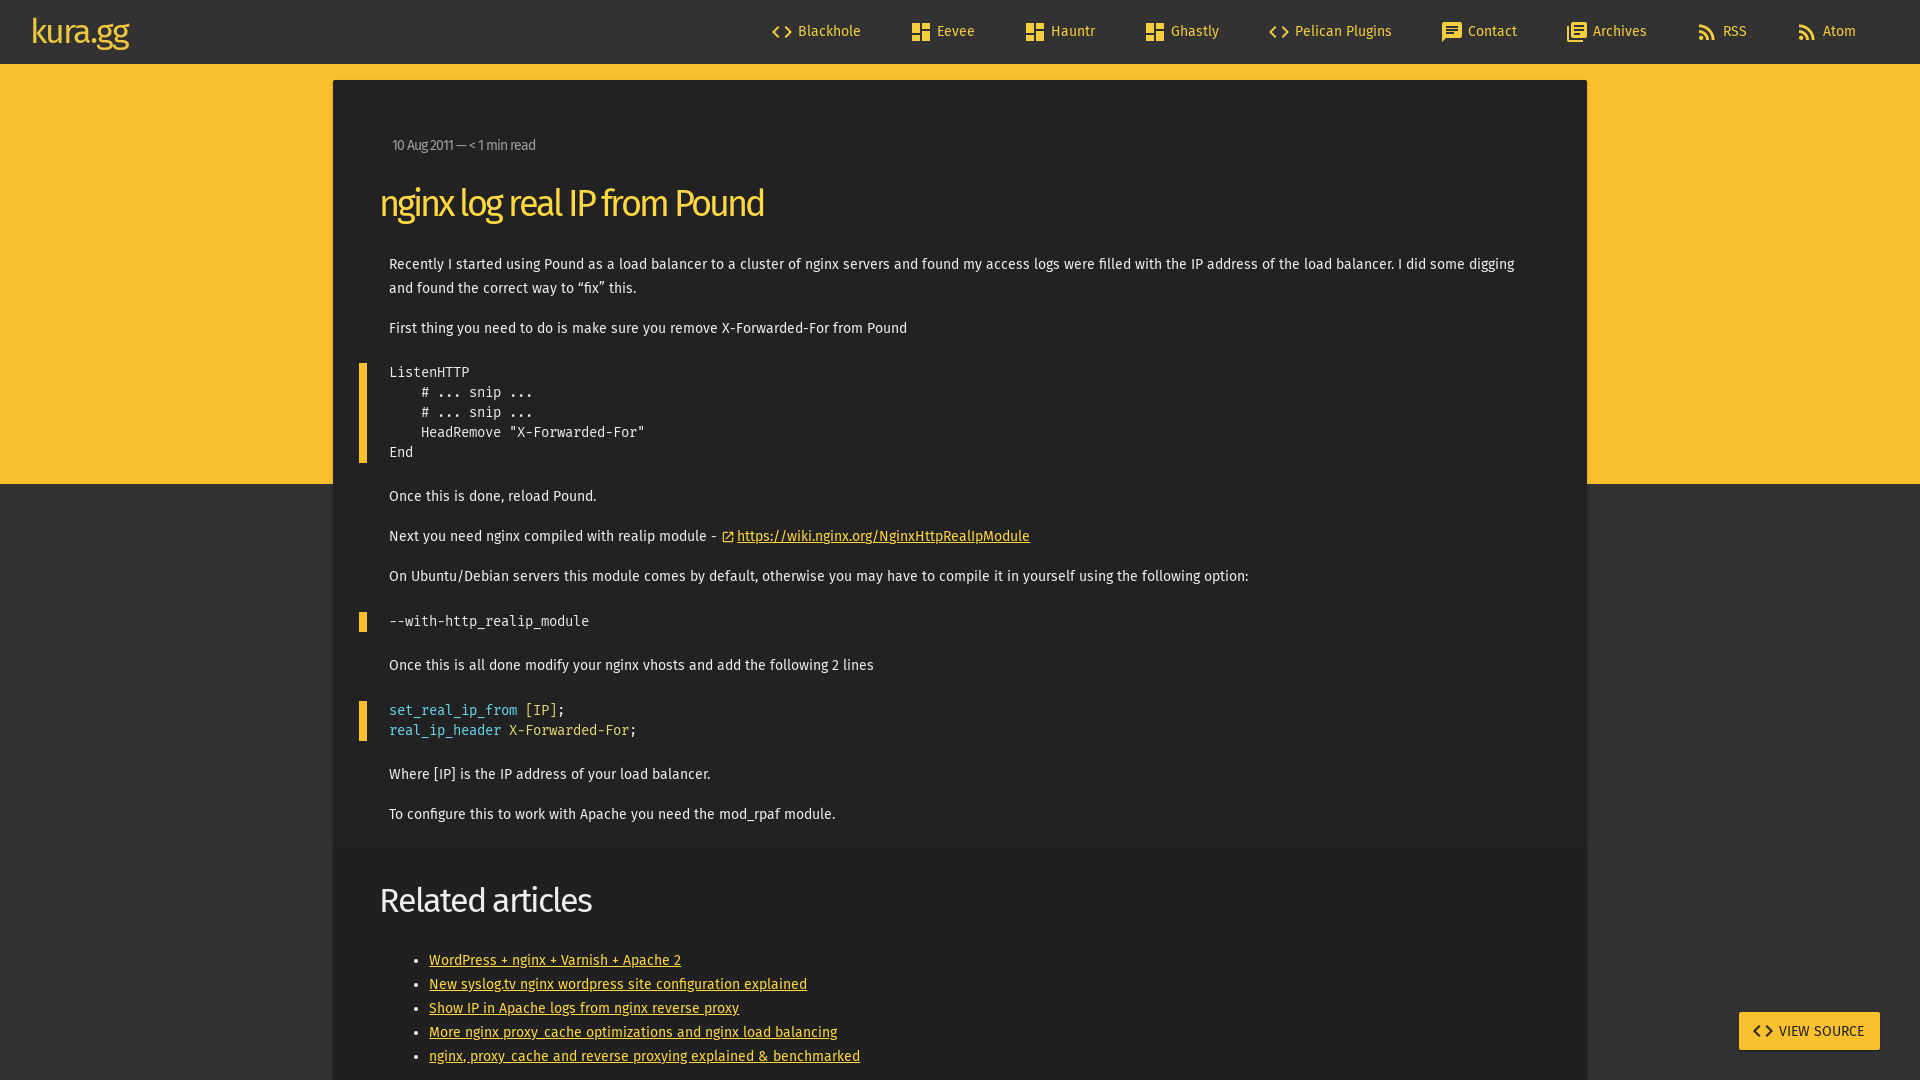 kura.gg
Blackhole
Eevee
Hauntr
Ghastly
Pelican Plugins
Contact
Archives
RSS
Atom
10 Aug 2011 — < 1 min read
nginx log real IP from Pound
Recently I started using Pound as a load balancer to a cluster of nginx servers and found my access logs were filled with the IP address of the load balancer. I did some digging
and found the correct way to “fix” this.
First thing you need to do is make sure you remove X-Forwarded-For from Pound
ListenHTTP
    # ... snip ...
    # ... snip ...
    HeadRemove "X-Forwarded-For"
End
Once this is done, reload Pound.
Next you need nginx compiled with realip module - https://wiki.nginx.org/NginxHttpRealIpModule
On Ubuntu/Debian servers this module comes by default, otherwise you may have to compile it in yourself using the following option:
--with-http_realip_module
Once this is all done modify your nginx vhosts and add the following 2 lines
set_real_ip_from [IP];
real_ip_header X-Forwarded-For;
Where [IP] is the IP address of your load balancer.
To configure this to work with Apache you need the mod_rpaf module.
Related articles
• WordPress + nginx + Varnish + Apache 2
• New syslog.tv nginx wordpress site configuration explained
• Show IP in Apache logs from nginx reverse proxy
• More nginx proxy_cache optimizations and nginx load balancing
• nginx, proxy_cache and reverse proxying explained & benchmarked
VIEW SOURCE